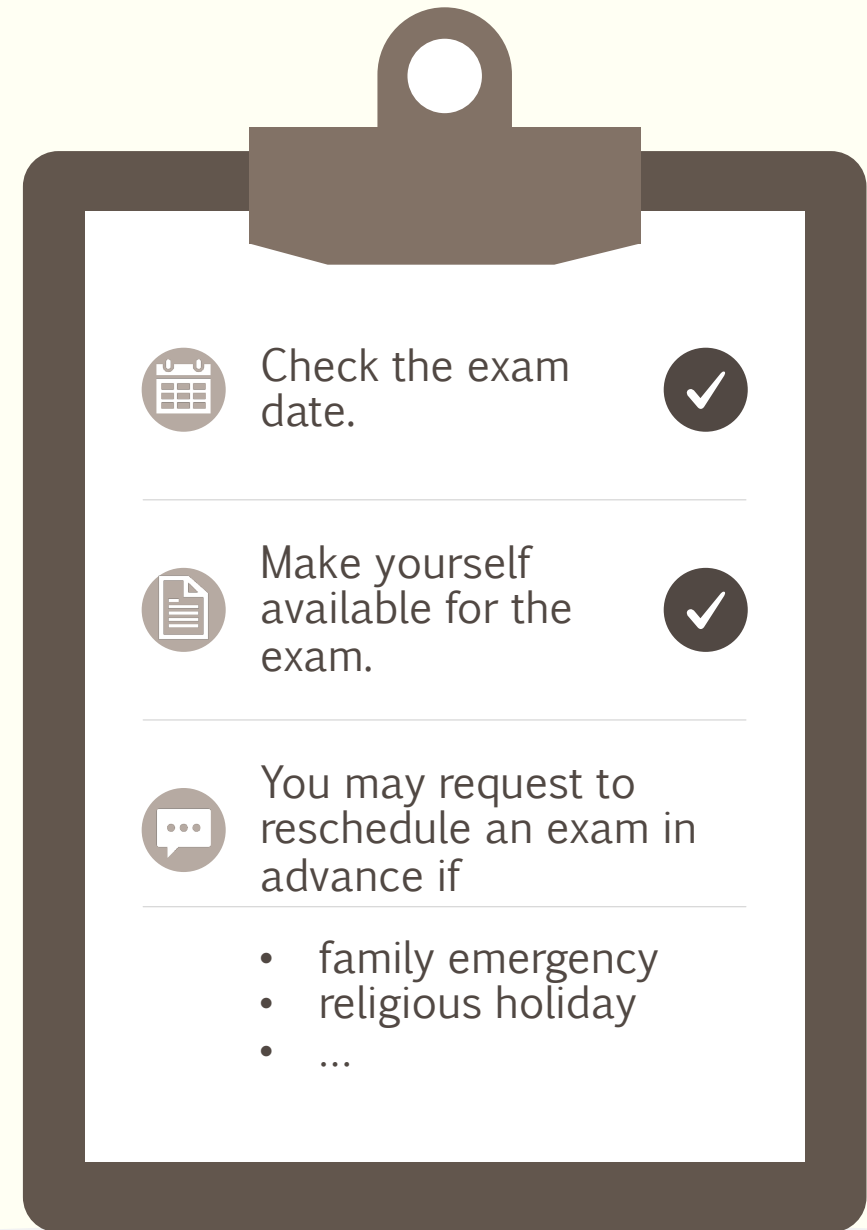 Check the exam
date.
Make yourself
available for the
exam.
You may request to
reschedule an exam in
advance if
• family emergency
• religious holiday
• ...